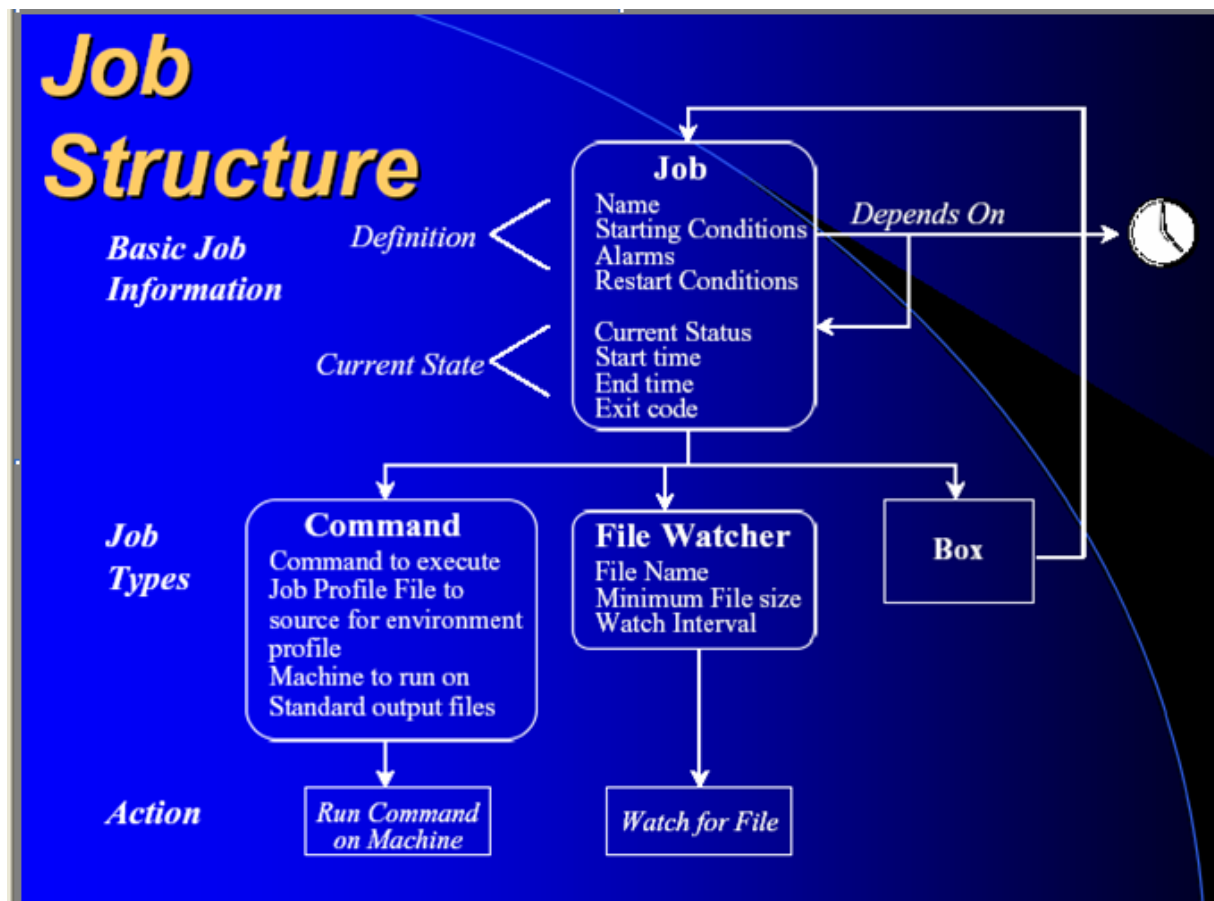 Job
Structure
Basic Job
Information
Definition
Current State
Job
Name
Starting Conditions
Alarms
Restart Conditions
Current Status
Start time
End time
Exit code
Depends On
Job
Types
Command
Command to execute
Job Profile File to
source for environment
profile
Machine to run on
Standard output files
File Watcher
File Name
Minimum File size
Watch Interval
Box
Action
Run Command
on Machine
Watch for File